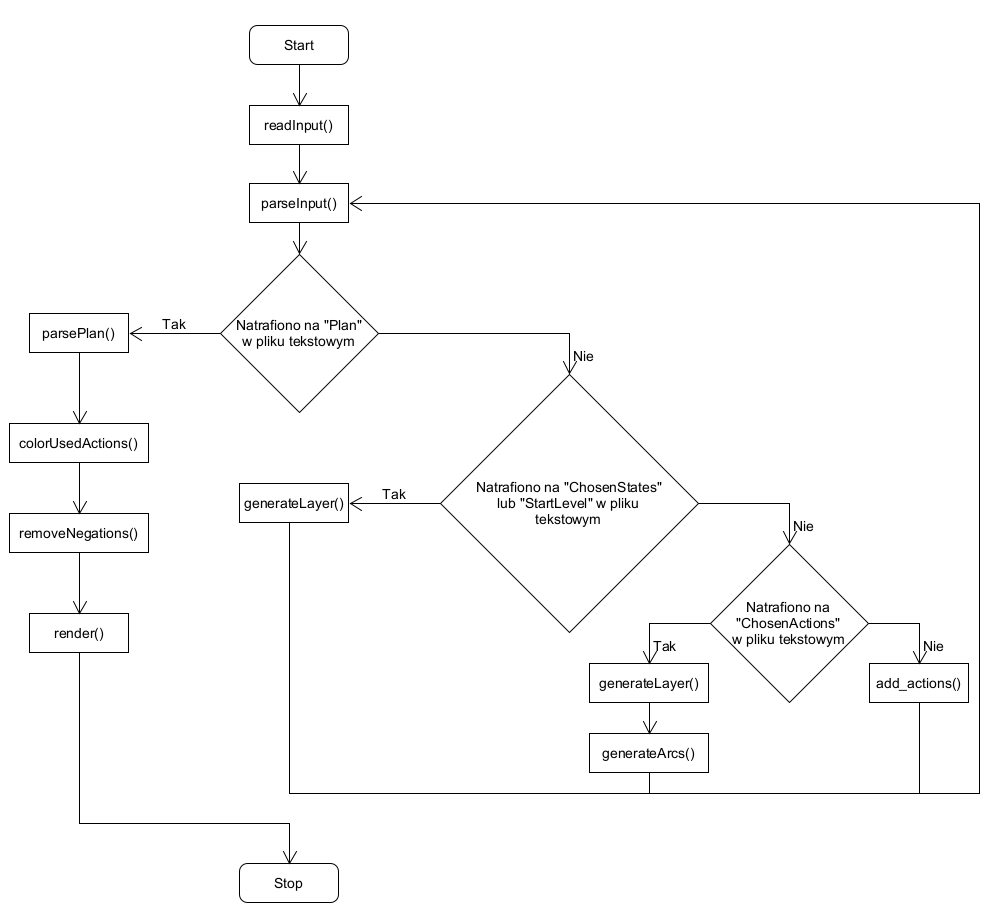 Start
readInput()
parseInput()
Natrafiono na "Plan"
w pliku tekstowym
Tak
parsePlan()
Nie
colorUsedActions()
Natrafiono na "ChosenStates"
lub "StartLevel" w pliku
tekstowym
Tak
generateLayer()
removeNegations()
Nie
render()
Natrafiono na
"ChosenActions"
w pliku tekstowym
Tak
Nie
generateLayer()
add_actions()
generateArcs()
Stop